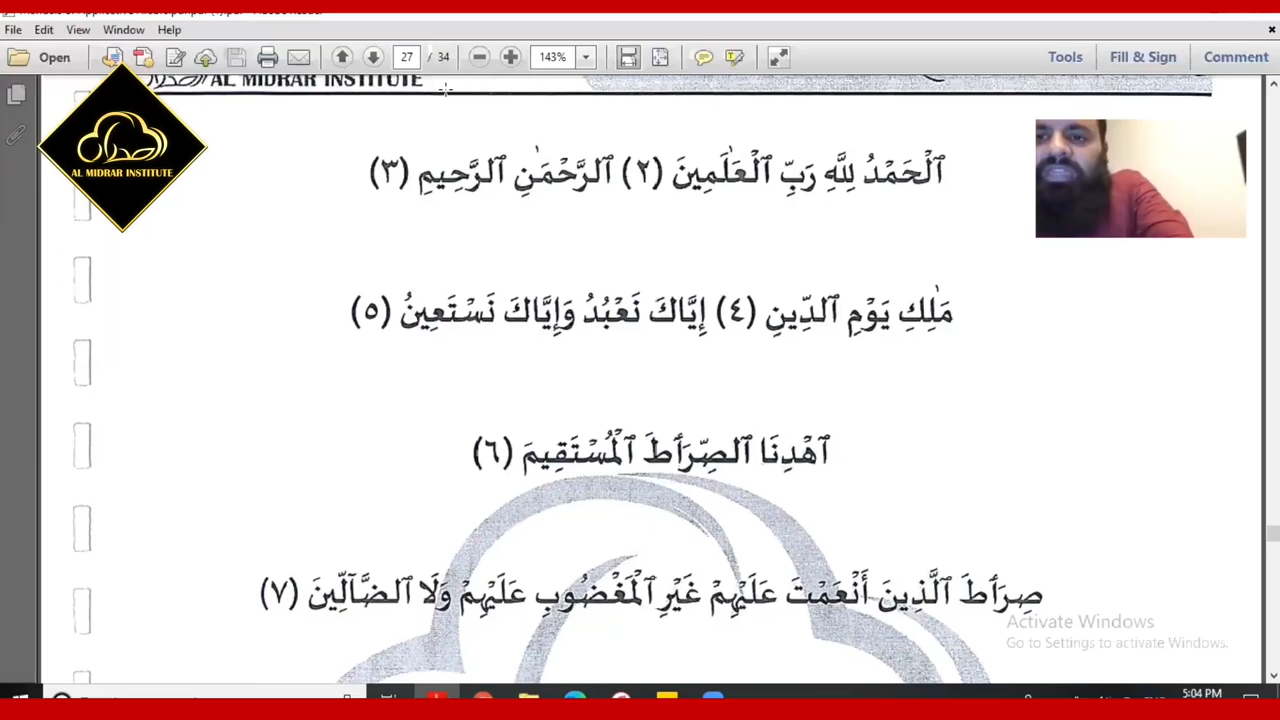 File Edit View Window Help
Open 27 / 34 143% Tools Fill & Sign Comment
AL MIDRAR INSTITUTE
AL MIDRAR INSTITUTE
ٱلْحَمْدُ لِلَّهِ رَبِّ ٱلْعَٰلَمِينَ (٢) ٱلرَّحْمَٰنِ ٱلرَّحِيمِ (٣)
مَٰلِكِ يَوْمِ ٱلدِّينِ (٤) إِيَّاكَ نَعْبُدُ وَإِيَّاكَ نَسْتَعِينُ (٥)
ٱهْدِنَا ٱلصِّرَٲطَ ٱلْمُسْتَقِيمَ (٦)
صِرَٲطَ ٱلَّذِينَ أَنْعَمْتَ عَلَيْهِمْ غَيْرِ ٱلْمَغْضُوبِ عَلَيْهِمْ وَلَا ٱلضَّآلِّينَ (٧)
Activate Windows
Go to Settings to activate Windows.
5:04 PM